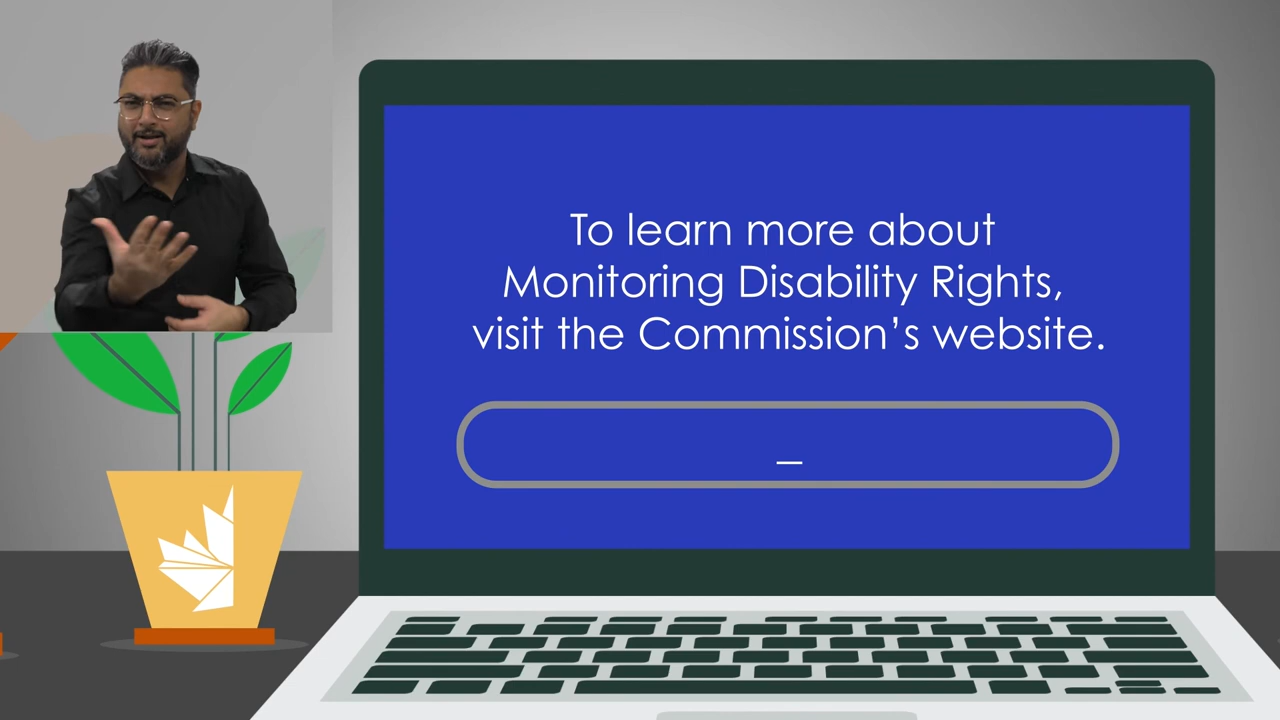 To learn more about
Monitoring Disability Rights,
visit the Commission’s website.
_